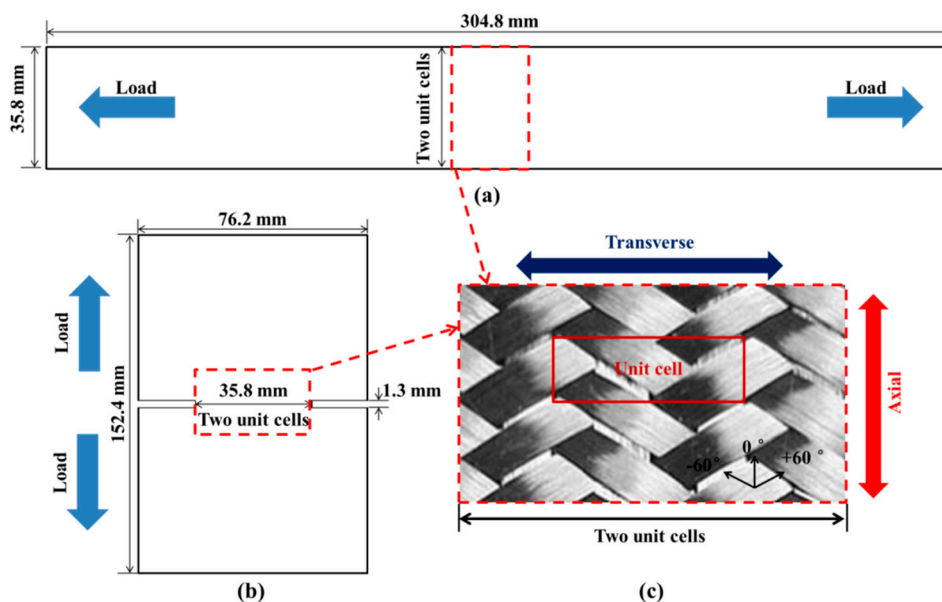 304.8 mm
35.8 mm
Load
Two unit cells
Load
(a)
76.2 mm
Load
Load
152.4 mm
35.8 mm
Two unit cells
1.3 mm
(b)
Transverse
Unit cell
Axial
-60°
0 °
+60 °
Two unit cells
(c)